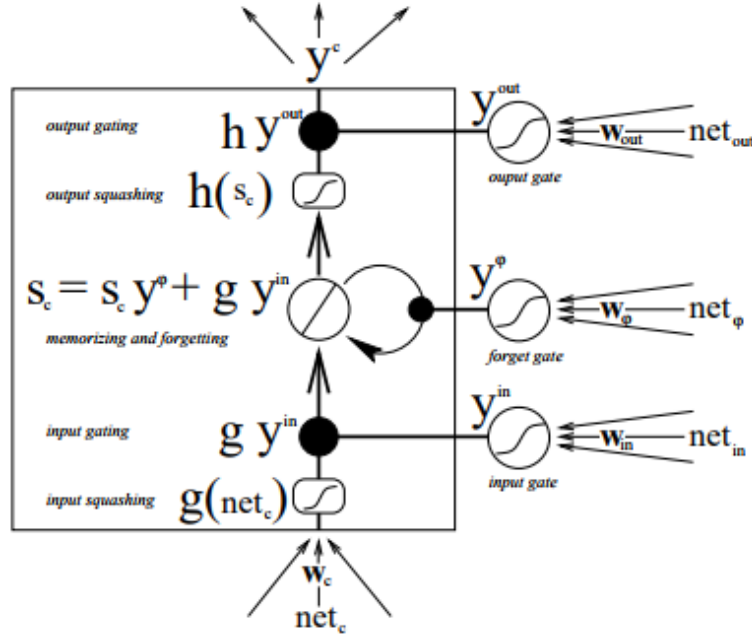 y^c
output gating h y^out y^out w_out net_out
ouput gate
output squashing h(s_c)
s_c = s_c y^φ + g y^in y^φ w_φ net_φ
memorizing and forgetting
forget gate
input gating g y^in y^in w_in net_in
input gate
input squashing g(net_c)
w_c
net_c